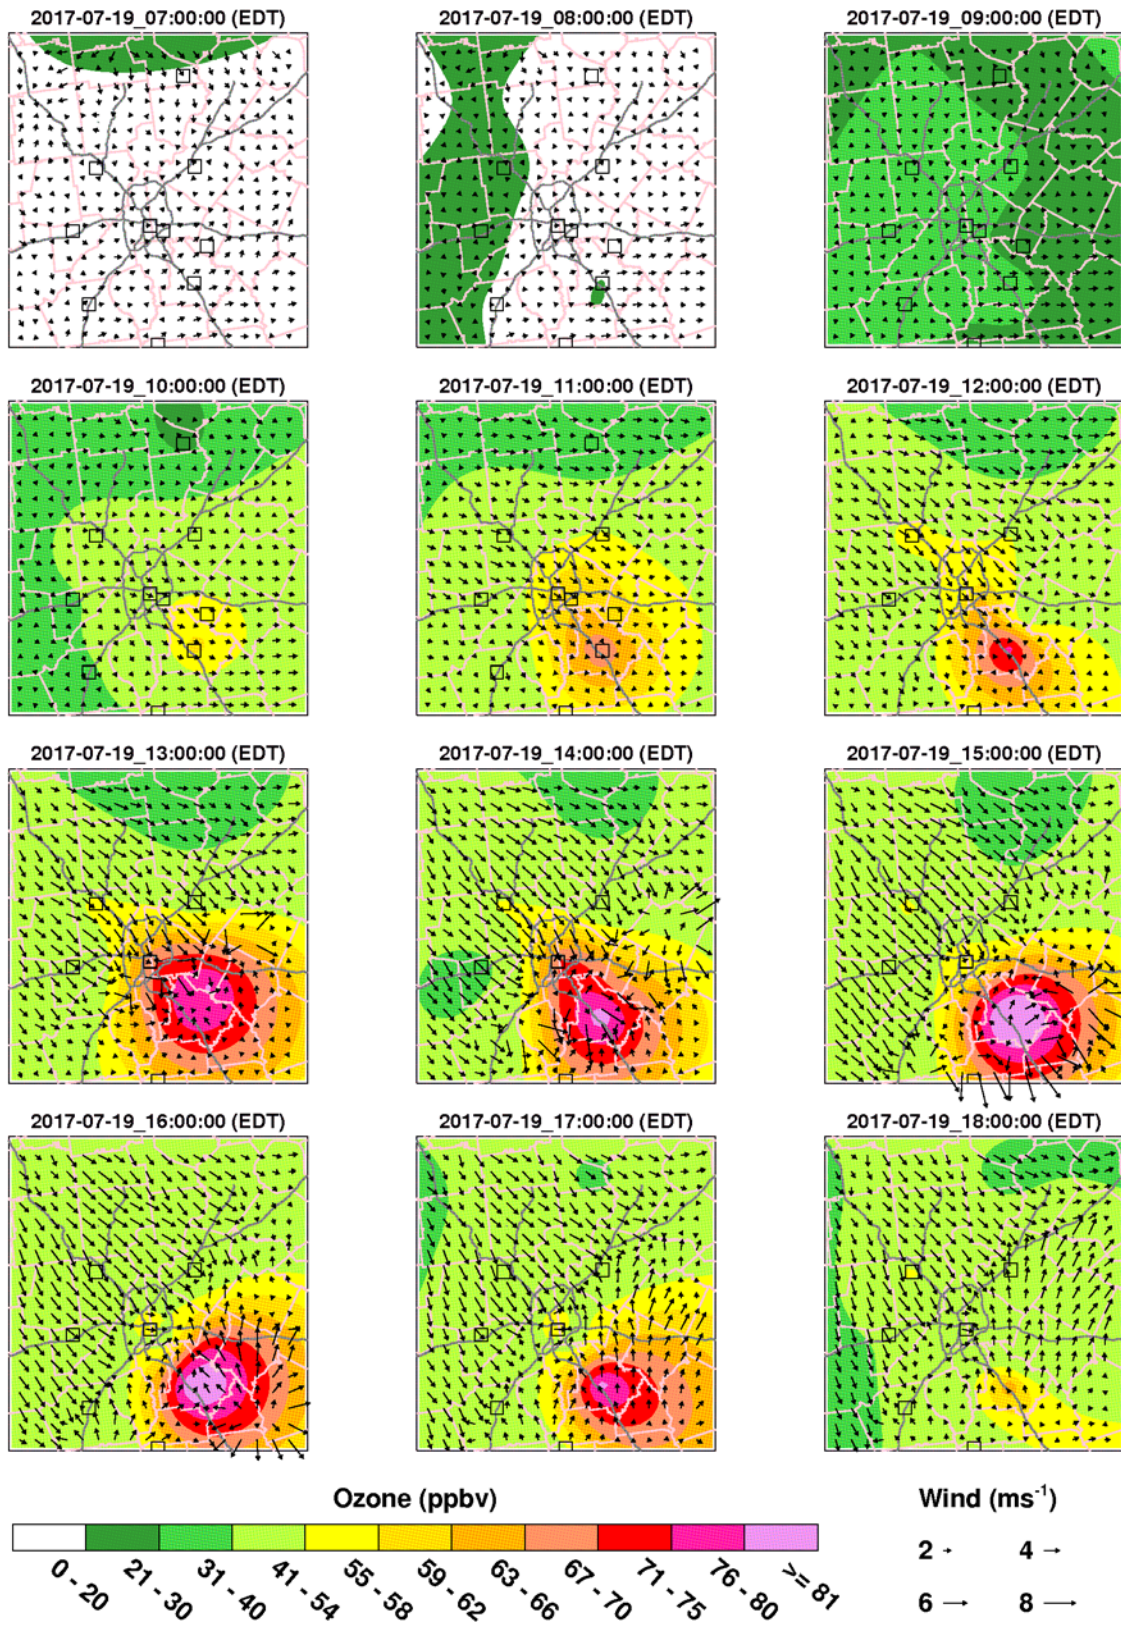 2017-07-19_07:00:00 (EDT) 2017-07-19_08:00:00 (EDT) 2017-07-19_09:00:00 (EDT)
2017-07-19_10:00:00 (EDT) 2017-07-19_11:00:00 (EDT) 2017-07-19_12:00:00 (EDT)
2017-07-19_13:00:00 (EDT) 2017-07-19_14:00:00 (EDT) 2017-07-19_15:00:00 (EDT)
2017-07-19_16:00:00 (EDT) 2017-07-19_17:00:00 (EDT) 2017-07-19_18:00:00 (EDT)
Ozone (ppbv)
0 - 20 21 - 30 31 - 40 41 - 54 55 - 58 59 - 62 63 - 66 67 - 70 71 - 75 76 - 80 >= 81
Wind (ms⁻¹)
2 4
6 8